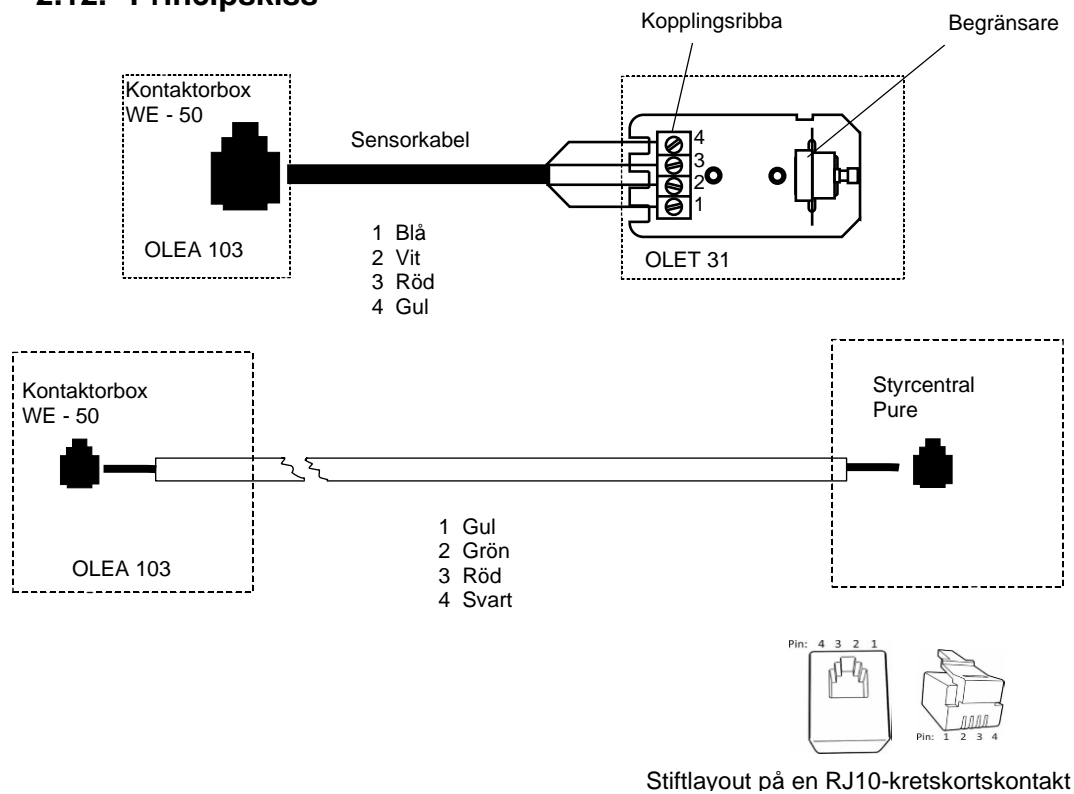 2.12. Principskiss
Kopplingsribba
Begränsare
Kontaktorbox
WE - 50
Sensorkabel
4
3
2
1
OLEA 103
OLET 31
1 Blå
2 Vit
3 Röd
4 Gul
Kontaktorbox
WE - 50
Styrcentral
Pure
OLEA 103
1 Gul
2 Grön
3 Röd
4 Svart
Pin: 4 3 2 1
Pin: 1 2 3 4
Stiftlayout på en RJ10-kretskortskontakt